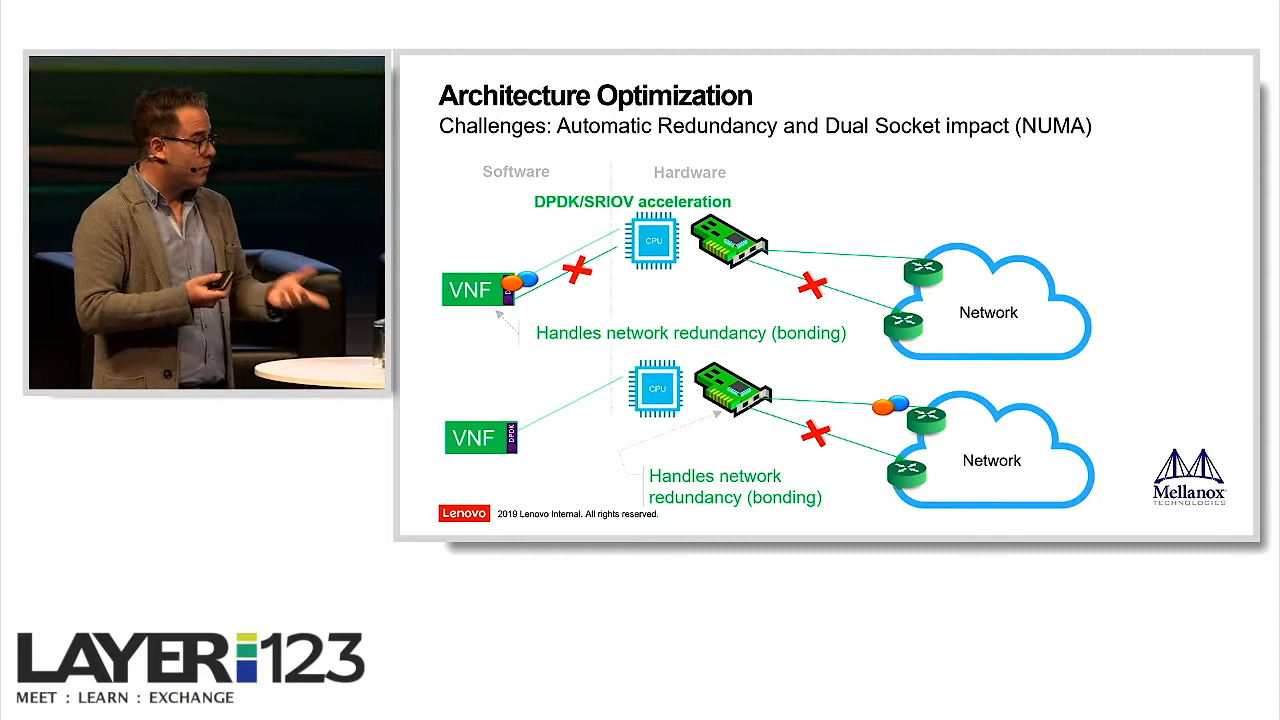 Architecture Optimization
Challenges: Automatic Redundancy and Dual Socket impact (NUMA)
Software
Hardware
DPDK/SRIOV acceleration
CPU
VNF
Network
Handles network redundancy (bonding)
CPU
VNF
DPDK
Network
Handles network
redundancy (bonding)
Mellanox
TECHNOLOGIES
Lenovo
2019 Lenovo Internal. All rights reserved.
LAYER 123
MEET : LEARN : EXCHANGE